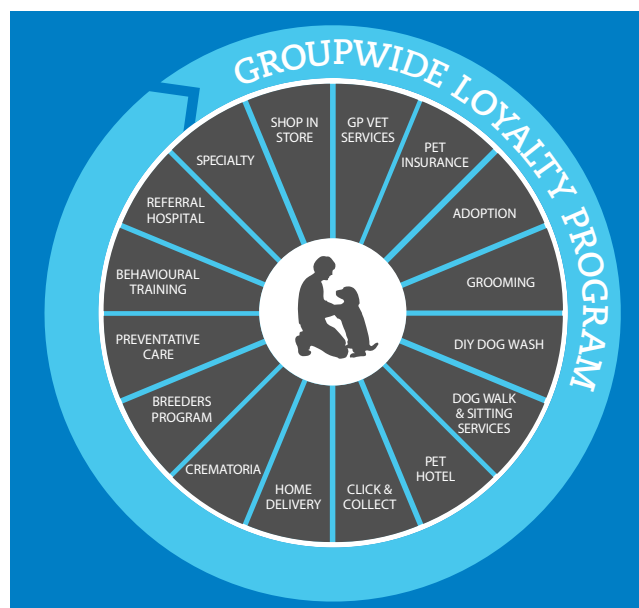 GROUPWIDE LOYALTY PROGRAM
SHOP IN
STORE
GP VET
SERVICES
PET
INSURANCE
ADOPTION
GROOMING
DIY DOG WASH
DOG WALK
& SITTING
SERVICES
PET
HOTEL
CLICK &
COLLECT
HOME
DELIVERY
CREMATORIA
BREEDERS
PROGRAM
PREVENTATIVE
CARE
BEHAVIOURAL
TRAINING
REFERRAL
HOSPITAL
SPECIALTY